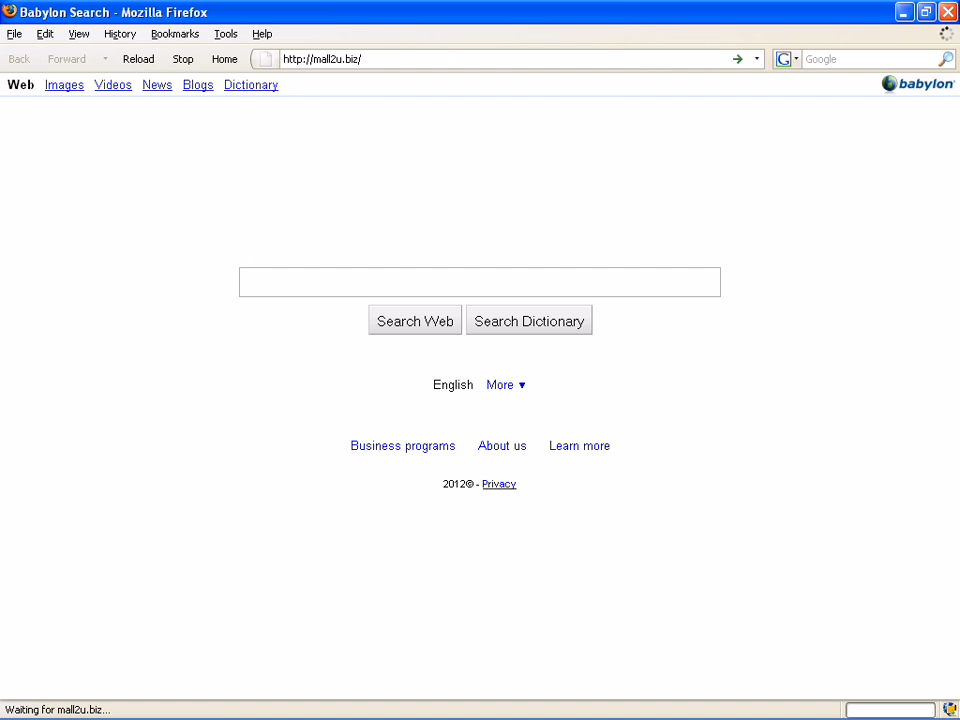 Babylon Search - Mozilla Firefox
File Edit View History Bookmarks Tools Help
Back Forward Reload Stop Home http://mall2u.biz/ G Google
Web Images Videos News Blogs Dictionary babylon
Search Web Search Dictionary
English More ▼
Business programs About us Learn more
2012© - Privacy
Waiting for mall2u.biz...